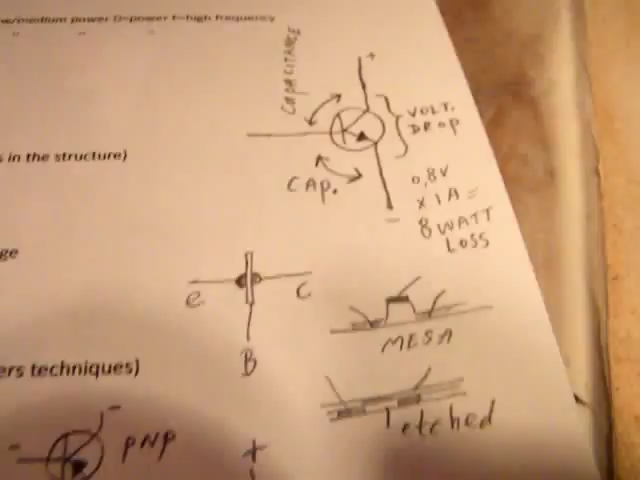 w/medium power D=power F=high frequency
" " "
+
CAPACITANCE
VOLT.
DROP
s in the structure)
CAP.
0,8V
x 1A =
8 WATT
LOSS
-
ge
e
C
B
MESA
ers techniques)
etched
-
- PNP
+